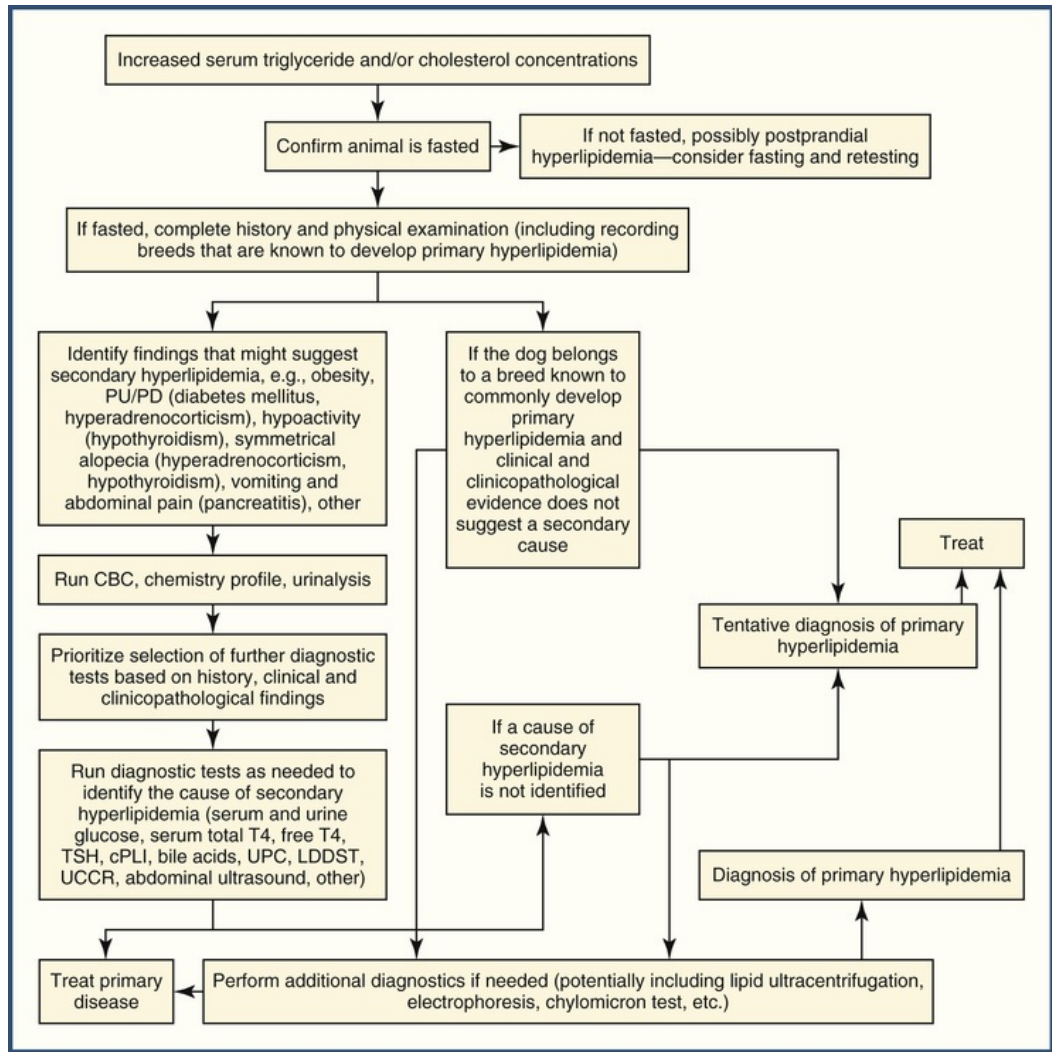 Increased serum triglyceride and/or cholesterol concentrations
Confirm animal is fasted
If not fasted, possibly postprandial
hyperlipidemia—consider fasting and retesting
If fasted, complete history and physical examination (including recording
breeds that are known to develop primary hyperlipidemia)
Identify findings that might suggest
secondary hyperlipidemia, e.g., obesity,
PU/PD (diabetes mellitus,
hyperadrenocorticism), hypoactivity
(hypothyroidism), symmetrical
alopecia (hyperadrenocorticism,
hypothyroidism), vomiting and
abdominal pain (pancreatitis), other
If the dog belongs
to a breed known to
commonly develop
primary
hyperlipidemia and
clinical and
clinicopathological
evidence does not
suggest a secondary
cause
Treat
Run CBC, chemistry profile, urinalysis
Tentative diagnosis of primary
hyperlipidemia
Prioritize selection of further diagnostic
tests based on history, clinical and
clinicopathological findings
If a cause of
secondary
hyperlipidemia
is not identified
Run diagnostic tests as needed to
identify the cause of secondary
hyperlipidemia (serum and urine
glucose, serum total T4, free T4,
TSH, cPLI, bile acids, UPC, LDDST,
UCCR, abdominal ultrasound, other)
Diagnosis of primary hyperlipidemia
Treat primary
disease
Perform additional diagnostics if needed (potentially including lipid ultracentrifugation,
electrophoresis, chylomicron test, etc.)